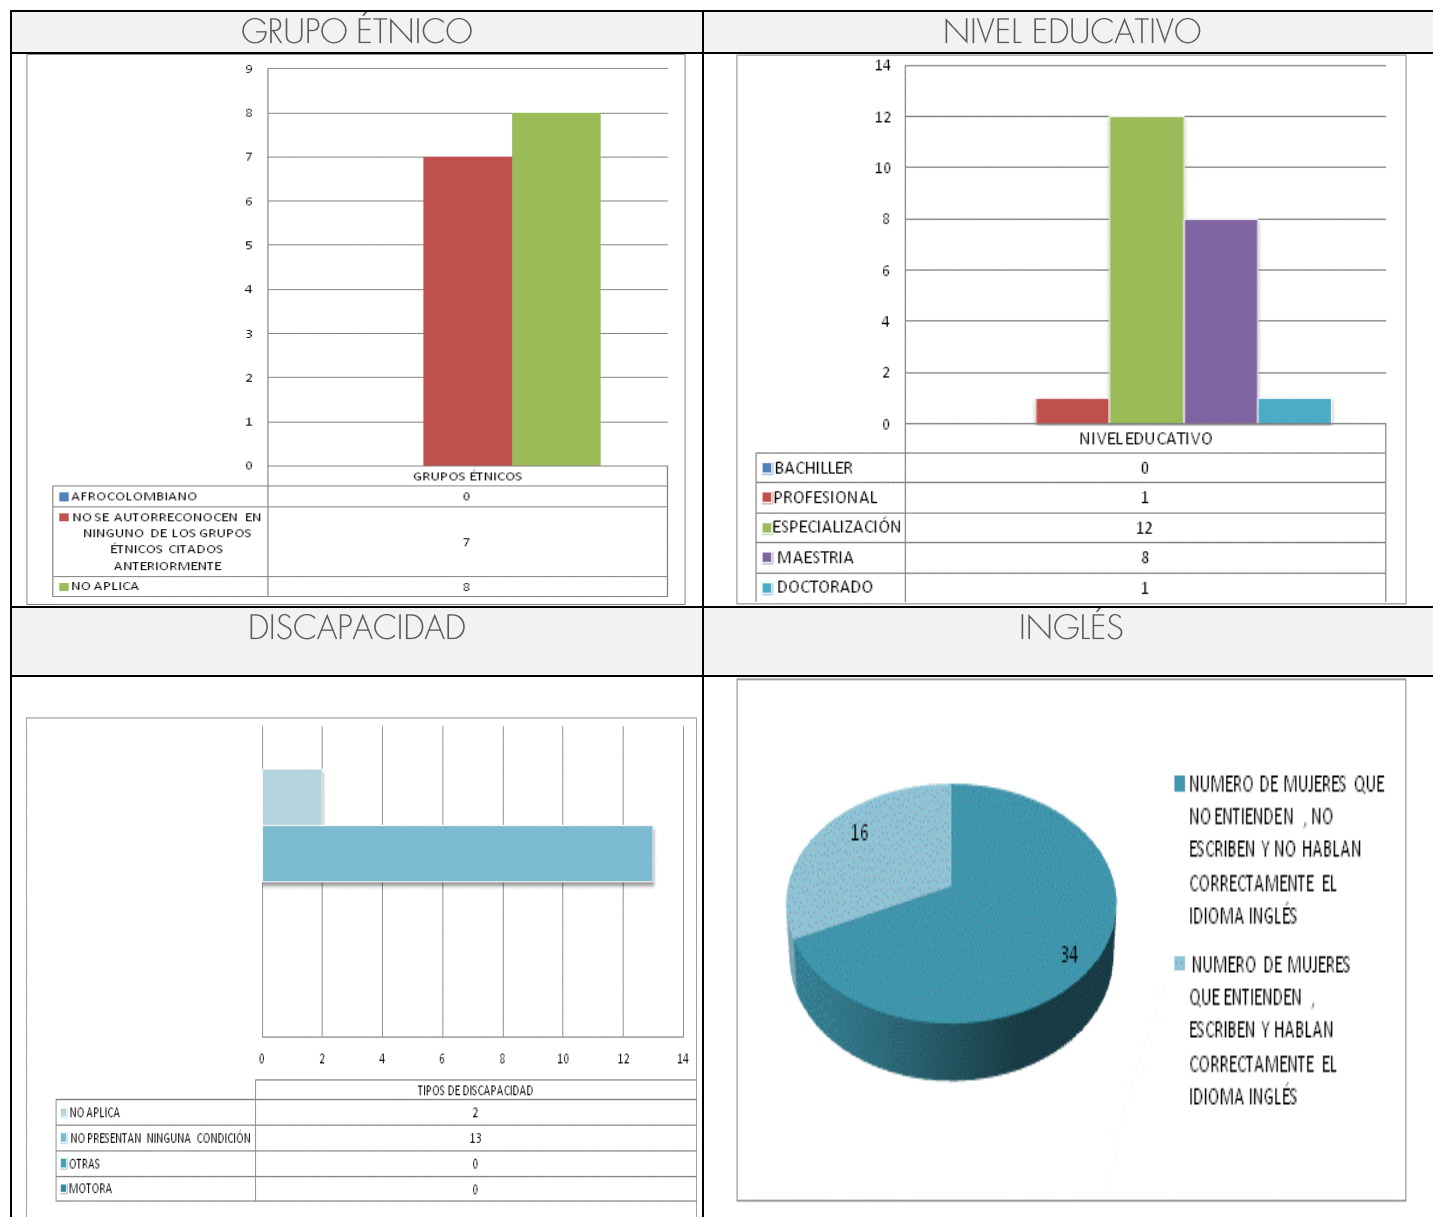 GRUPO ÉTNICO
9
8
7
6
5
4
3
2
1
0
GRUPOS ÉTNICOS
AFROCOLOMBIANO 0
NO SE AUTORRECONOCEN EN
NINGUNO DE LOS GRUPOS
ÉTNICOS CITADOS
ANTERIORMENTE
7
NO APLICA 8
NIVEL EDUCATIVO
14
12
10
8
6
4
2
0
NIVEL EDUCATIVO
BACHILLER 0
PROFESIONAL 1
ESPECIALIZACIÓN 12
MAESTRIA 8
DOCTORADO 1
DISCAPACIDAD
0 2 4 6 8 10 12 14
TIPOS DE DISCAPACIDAD
NO APLICA 2
NO PRESENTAN NINGUNA CONDICIÓN 13
OTRAS 0
MOTORA 0
INGLÉS
16
34
NUMERO DE MUJERES QUE
NO ENTIENDEN , NO
ESCRIBEN Y NO HABLAN
CORRECTAMENTE EL
IDIOMA INGLÉS
NUMERO DE MUJERES
QUE ENTIENDEN ,
ESCRIBEN Y HABLAN
CORRECTAMENTE EL
IDIOMA INGLÉS